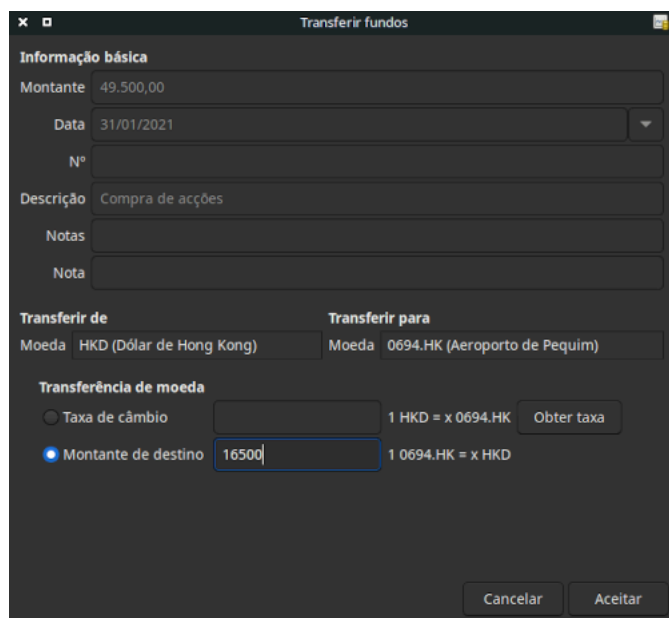 Transferir fundos
Informação básica
Montante 49.500,00
Data 31/01/2021
Nº
Descrição Compra de acções
Notas
Nota
Transferir de Transferir para
Moeda HKD (Dólar de Hong Kong) Moeda 0694.HK (Aeroporto de Pequim)
Transferência de moeda
Taxa de câmbio 1 HKD = x 0694.HK Obter taxa
Montante de destino 16500 1 0694.HK = x HKD
Cancelar Aceitar